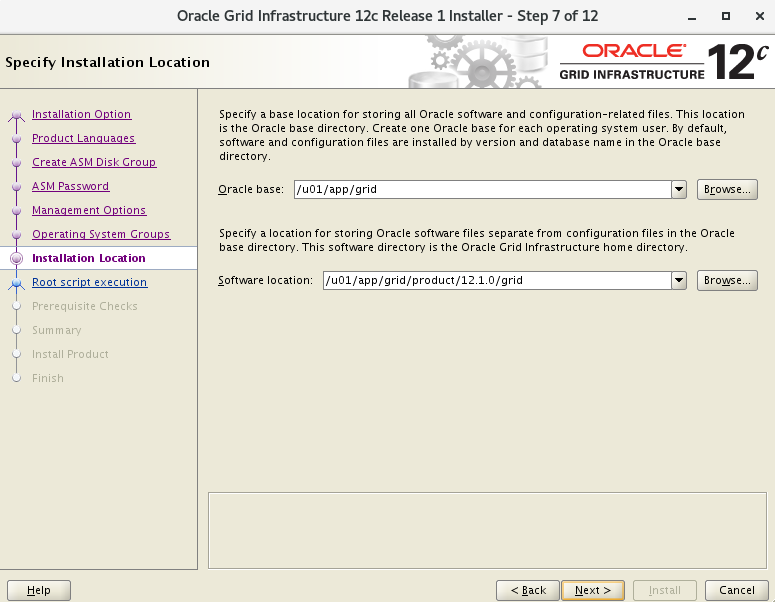 Oracle Grid Infrastructure 12c Release 1 Installer - Step 7 of 12
Specify Installation Location
ORACLE®
GRID INFRASTRUCTURE
12c
Installation Option
Product Languages
Create ASM Disk Group
ASM Password
Management Options
Operating System Groups
Installation Location
Root script execution
Prerequisite Checks
Summary
Install Product
Finish
Specify a base location for storing all Oracle software and configuration-related files. This location
is the Oracle base directory. Create one Oracle base for each operating system user. By default,
software and configuration files are installed by version and database name in the Oracle base
directory.
Oracle base: /u01/app/grid Browse...
Specify a location for storing Oracle software files separate from configuration files in the Oracle
base directory. This software directory is the Oracle Grid Infrastructure home directory.
Software location: /u01/app/grid/product/12.1.0/grid Browse...
Help < Back Next > Install Cancel